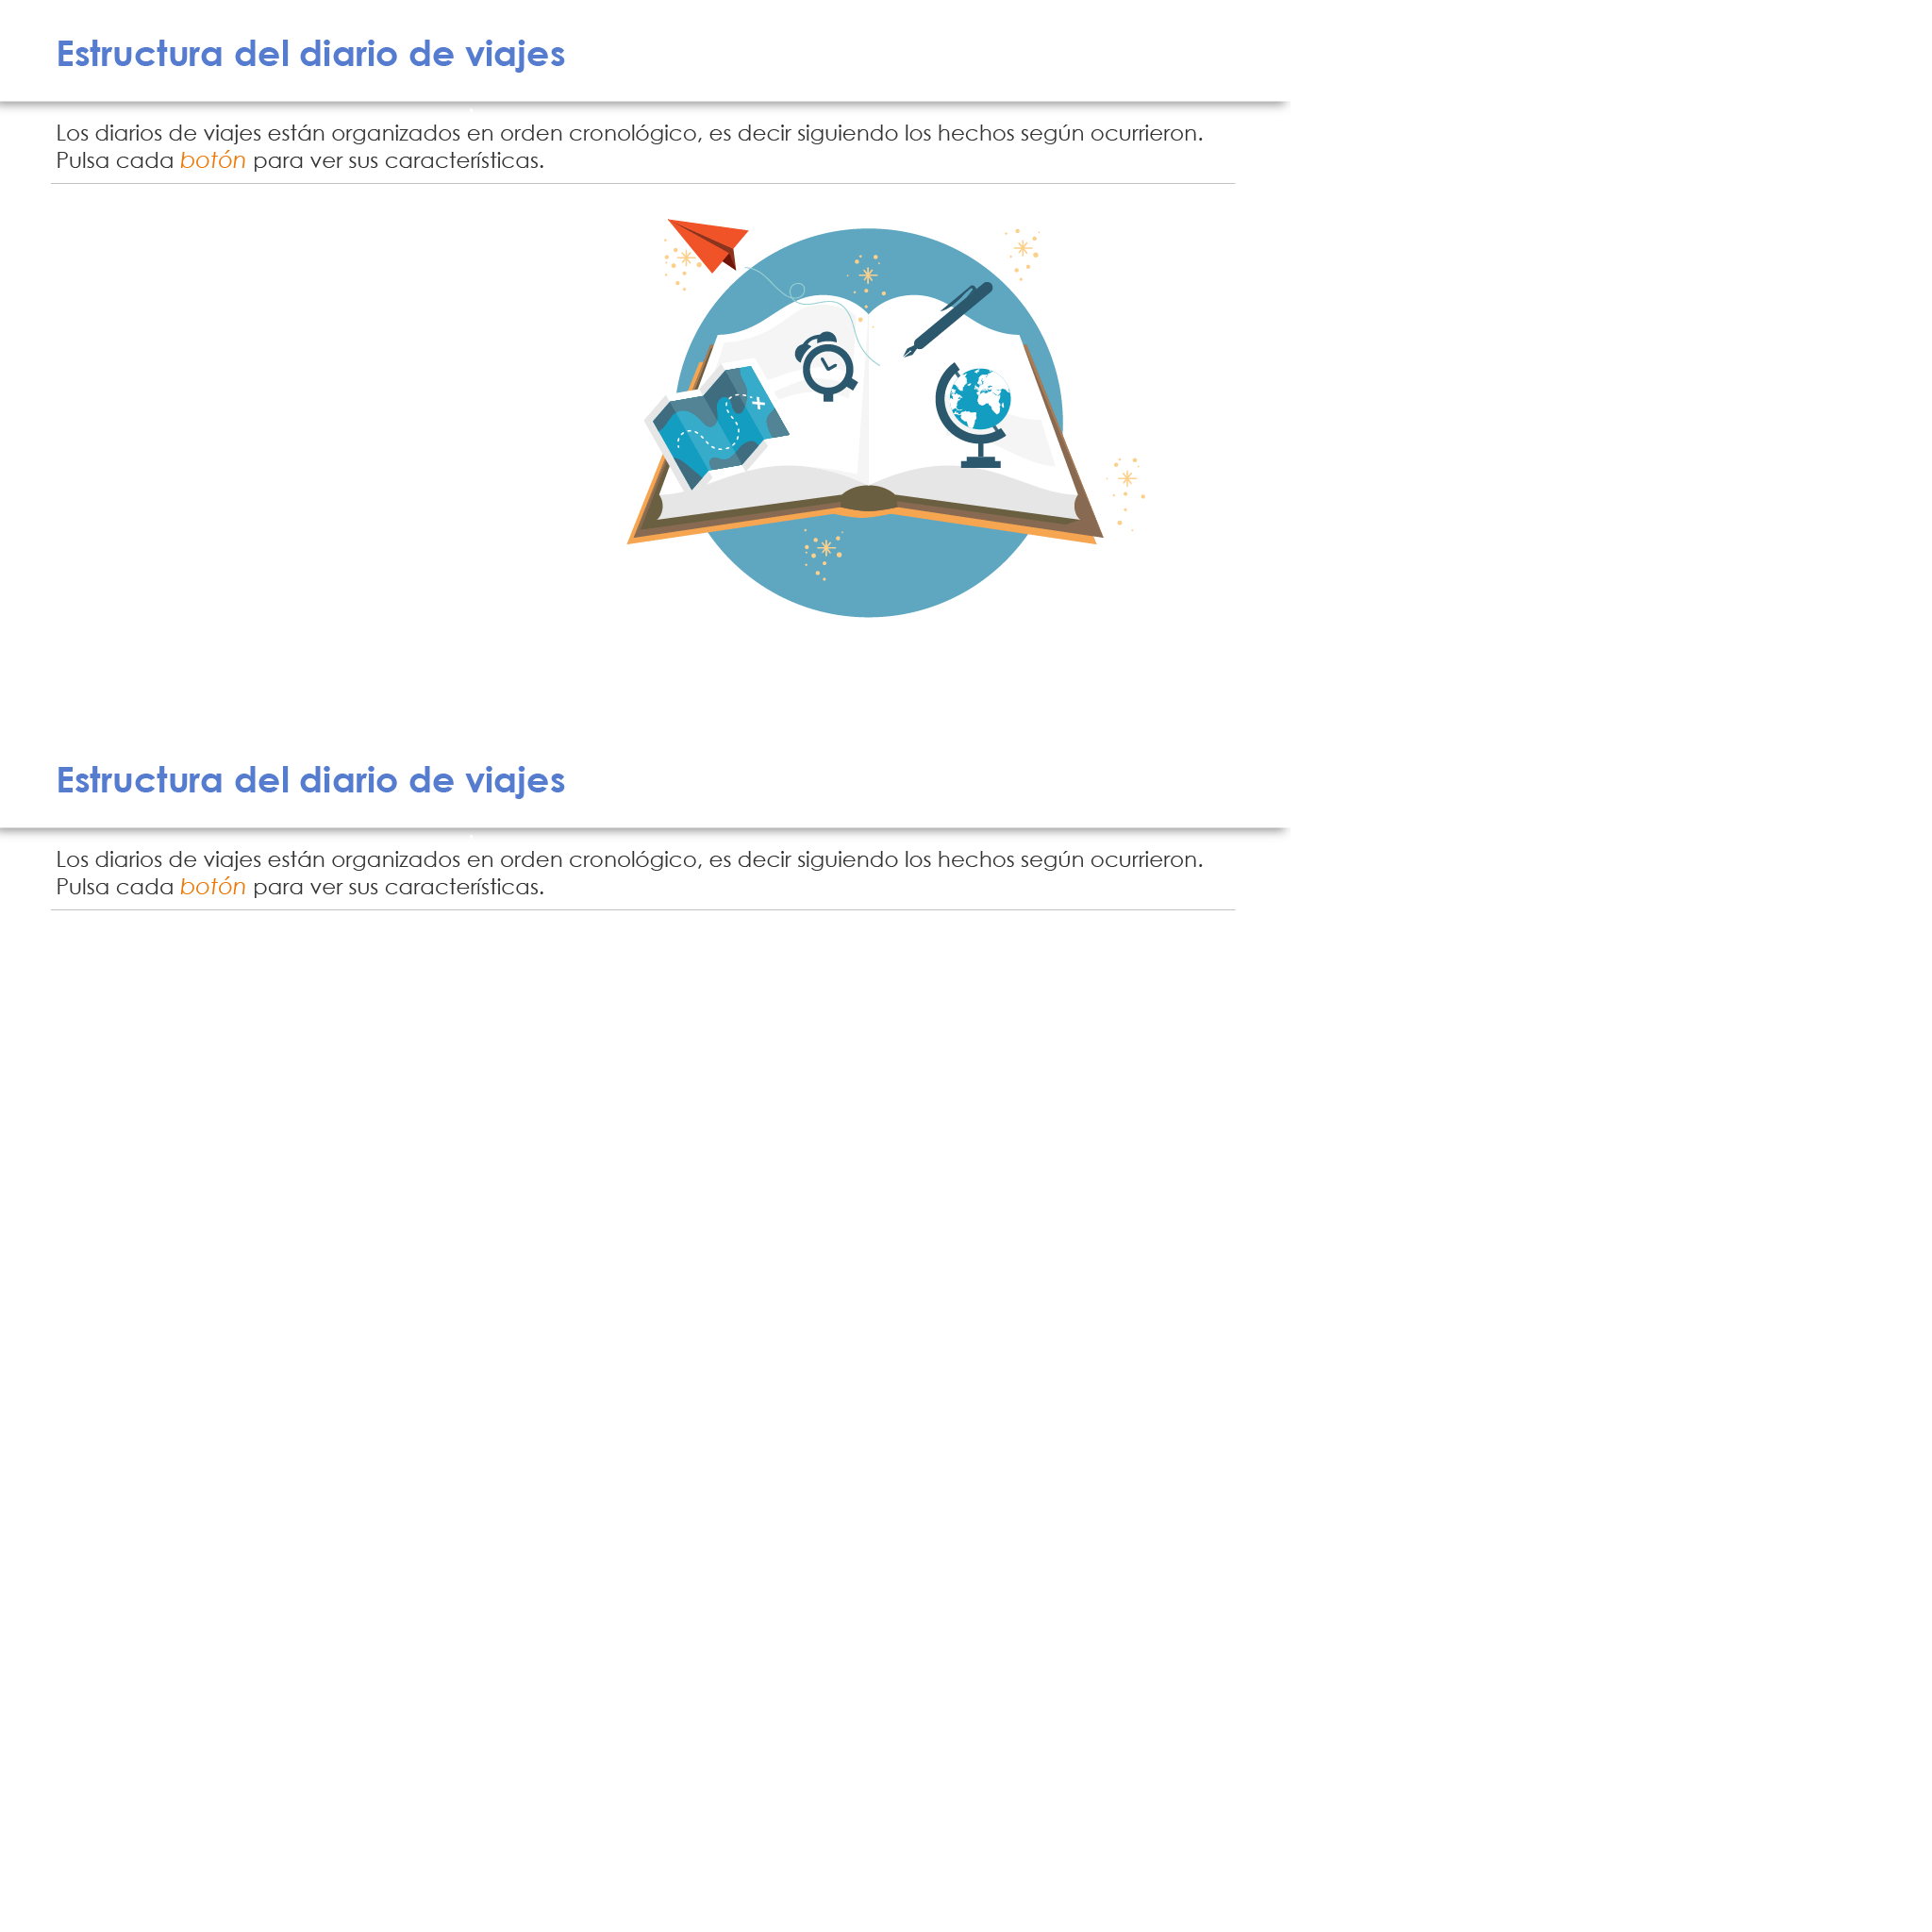 Estructura del diario de viajes
Los diarios de viajes están organizados en orden cronológico, es decir siguiendo los hechos según ocurrieron.
Pulsa cada botón para ver sus características.
Estructura del diario de viajes
Los diarios de viajes están organizados en orden cronológico, es decir siguiendo los hechos según ocurrieron.
Pulsa cada botón para ver sus características.